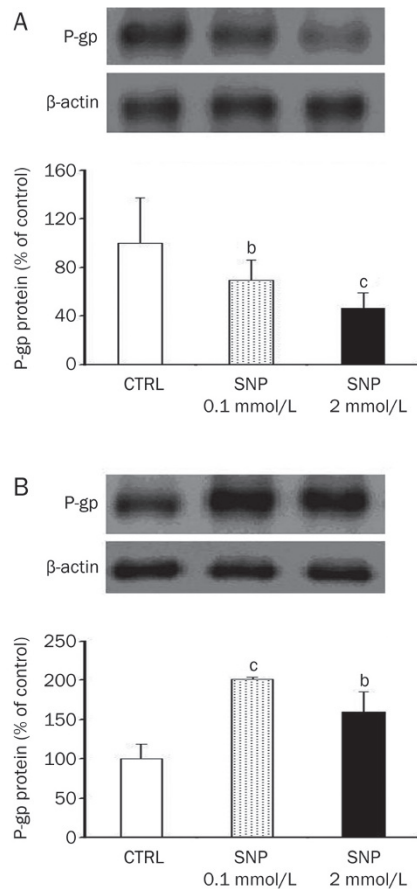 A
P-gp
β-actin
P-gp protein (% of control)
160
120
80
40
0
b
c
CTRL
SNP
0.1 mmol/L
SNP
2 mmol/L
B
P-gp
β-actin
P-gp protein (% of control)
250
200
150
100
50
0
c
b
CTRL
SNP
0.1 mmol/L
SNP
2 mmol/L